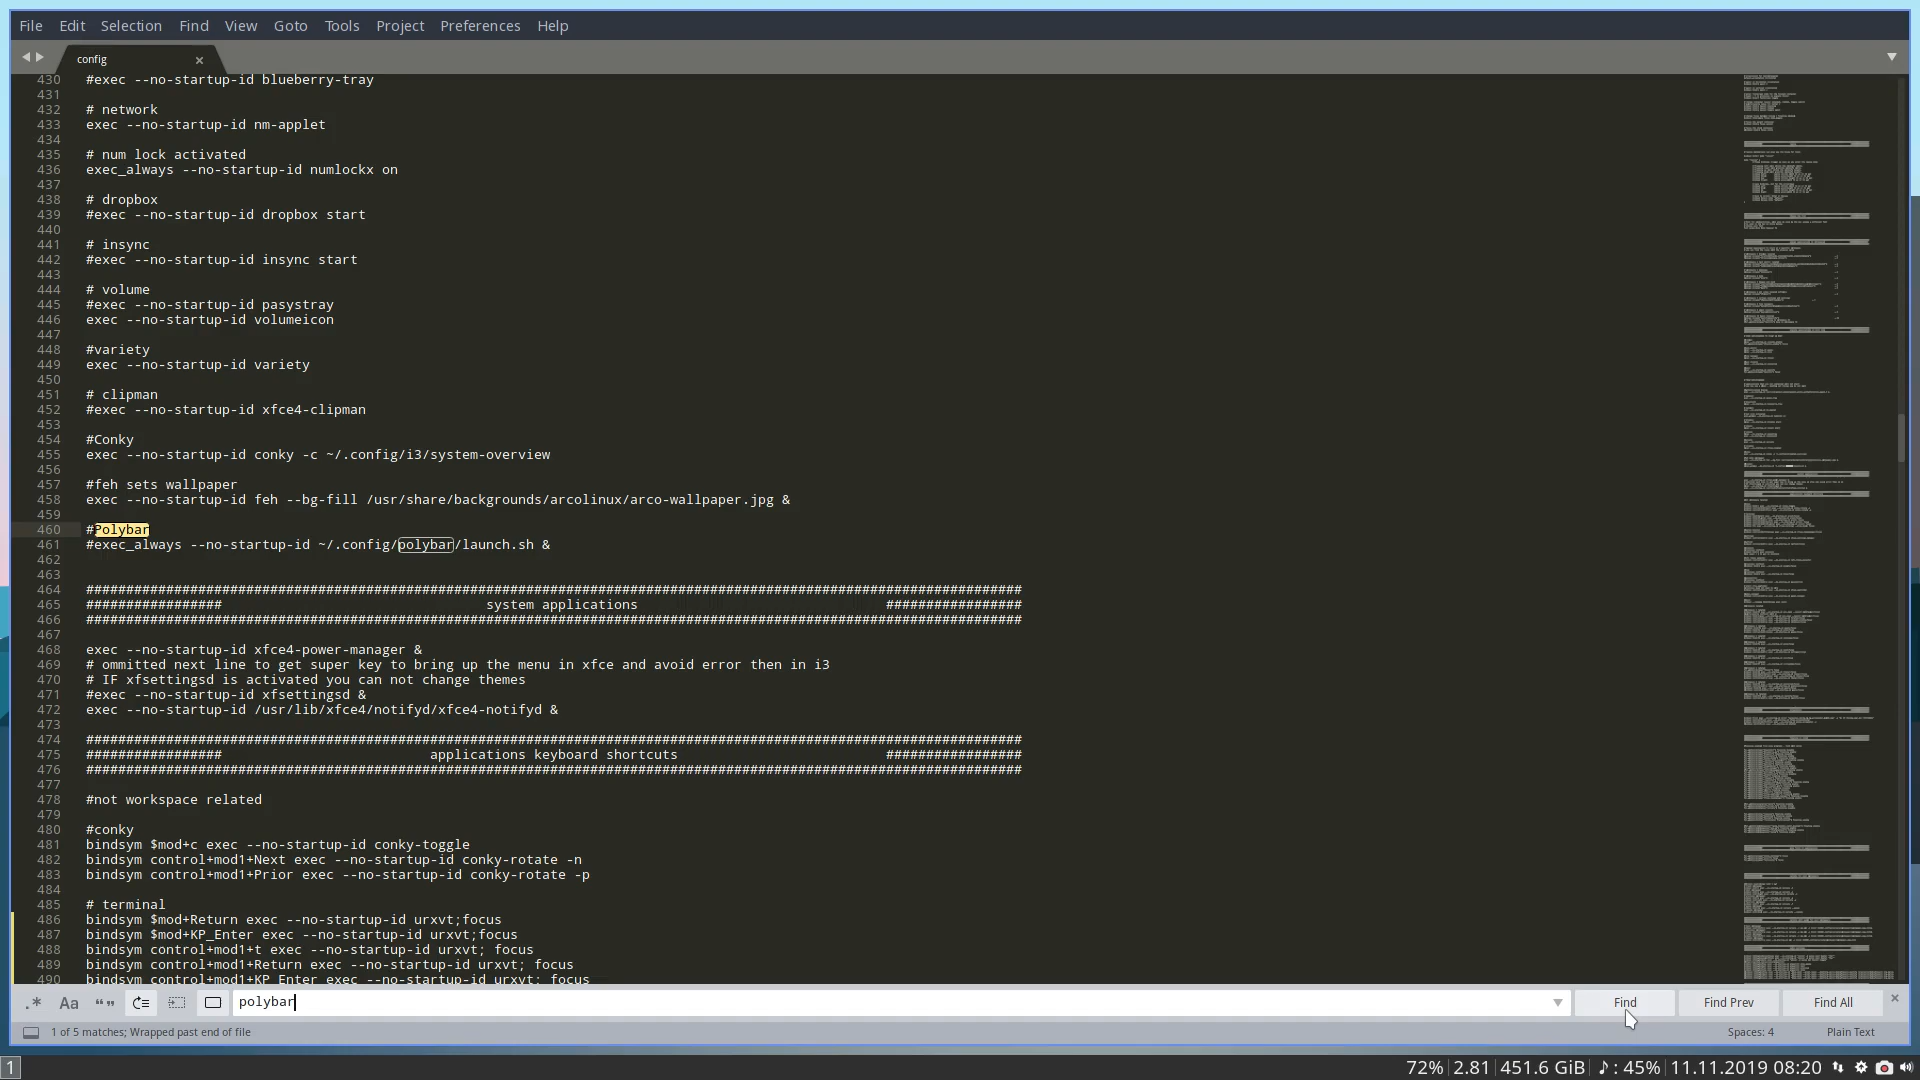 File Edit Selection Find View Goto Tools Project Preferences Help
config
430 #exec --no-startup-id blueberry-tray
431
432 # network
433 exec --no-startup-id nm-applet
434
435 # num lock activated
436 exec_always --no-startup-id numlockx on
437
438 # dropbox
439 #exec --no-startup-id dropbox start
440
441 # insync
442 #exec --no-startup-id insync start
443
444 # volume
445 #exec --no-startup-id pasystray
446 exec --no-startup-id volumeicon
447
448 #variety
449 exec --no-startup-id variety
450
451 # clipman
452 #exec --no-startup-id xfce4-clipman
453
454 #Conky
455 exec --no-startup-id conky -c ~/.config/i3/system-overview
456
457 #feh sets wallpaper
458 exec --no-startup-id feh --bg-fill /usr/share/backgrounds/arcolinux/arco-wallpaper.jpg &
459
460 #Polybar
461 #exec_always --no-startup-id ~/.config/polybar/launch.sh &
462
463
464 #####################################################################################################################
465 ################# system applications #################
466 #####################################################################################################################
467
468 exec --no-startup-id xfce4-power-manager &
469 # ommitted next line to get super key to bring up the menu in xfce and avoid error then in i3
470 # IF xfsettingsd is activated you can not change themes
471 #exec --no-startup-id xfsettingsd &
472 exec --no-startup-id /usr/lib/xfce4/notifyd/xfce4-notifyd &
473
474 #####################################################################################################################
475 ################# applications keyboard shortcuts #################
476 #####################################################################################################################
477
478 #not workspace related
479
480 #conky
481 bindsym $mod+c exec --no-startup-id conky-toggle
482 bindsym control+mod1+Next exec --no-startup-id conky-rotate -n
483 bindsym control+mod1+Prior exec --no-startup-id conky-rotate -p
484
485 # terminal
486 bindsym $mod+Return exec --no-startup-id urxvt;focus
487 bindsym $mod+KP_Enter exec --no-startup-id urxvt;focus
488 bindsym control+mod1+t exec --no-startup-id urxvt; focus
489 bindsym control+mod1+Return exec --no-startup-id urxvt; focus
490 bindsym control+mod1+KP_Enter exec --no-startup-id urxvt; focus
.* Aa “” polybar Find Find Prev Find All
1 of 5 matches; Wrapped past end of file Spaces: 4 Plain Text
1 72% 2.81 451.6 GiB ♪: 45% 11.11.2019 08:20